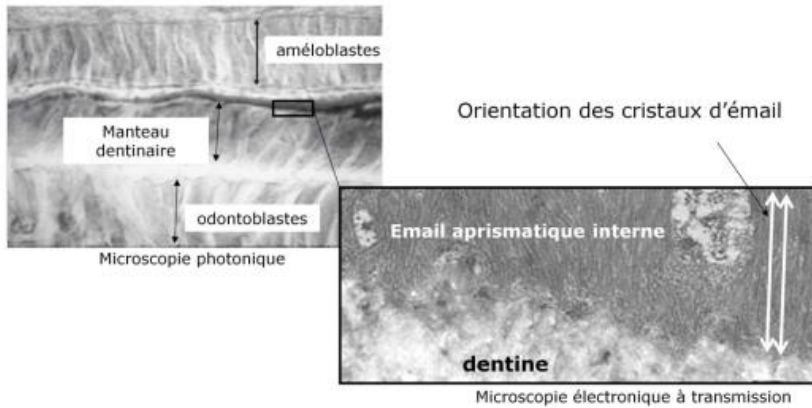 améloblastes
Manteau
dentinaire
odontoblastes
Microscopie photonique
Orientation des cristaux d'émail
Email aprismatique interne
dentine
Microscopie électronique à transmission